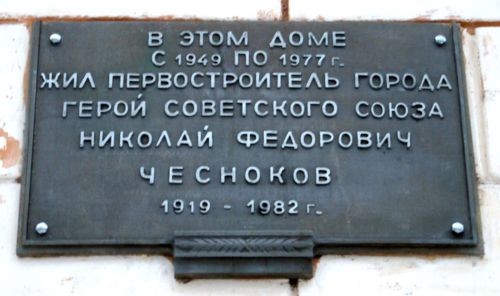 В ЭТОМ ДОМЕ
С 1949 ПО 1977 г.
ЖИЛ ПЕРВОСТРОИТЕЛЬ ГОРОДА
ГЕРОЙ СОВЕТСКОГО СОЮЗА
НИКОЛАЙ ФЕДОРОВИЧ
ЧЕСНОКОВ
1919 - 1982 г.